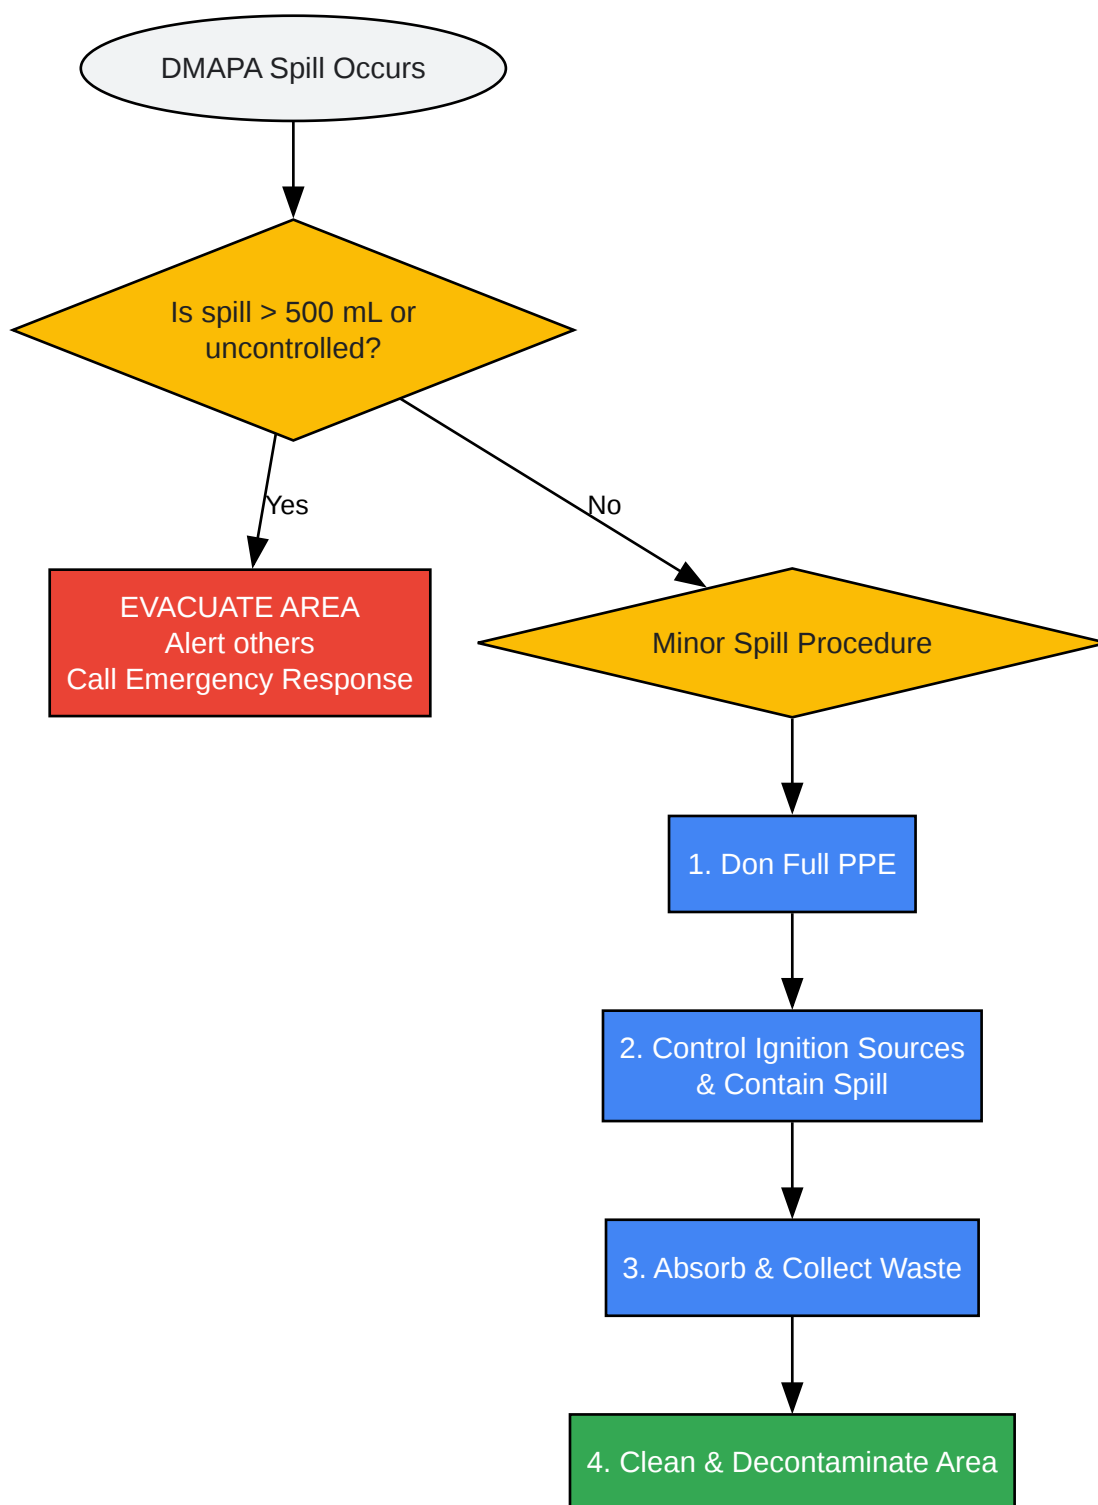 DMAPA Spill Occurs
Is spill > 500 mL or
uncontrolled?
Yes
No
EVACUATE AREA
Alert others
Call Emergency Response
Minor Spill Procedure
1. Don Full PPE
2. Control Ignition Sources
& Contain Spill
3. Absorb & Collect Waste
4. Clean & Decontaminate Area